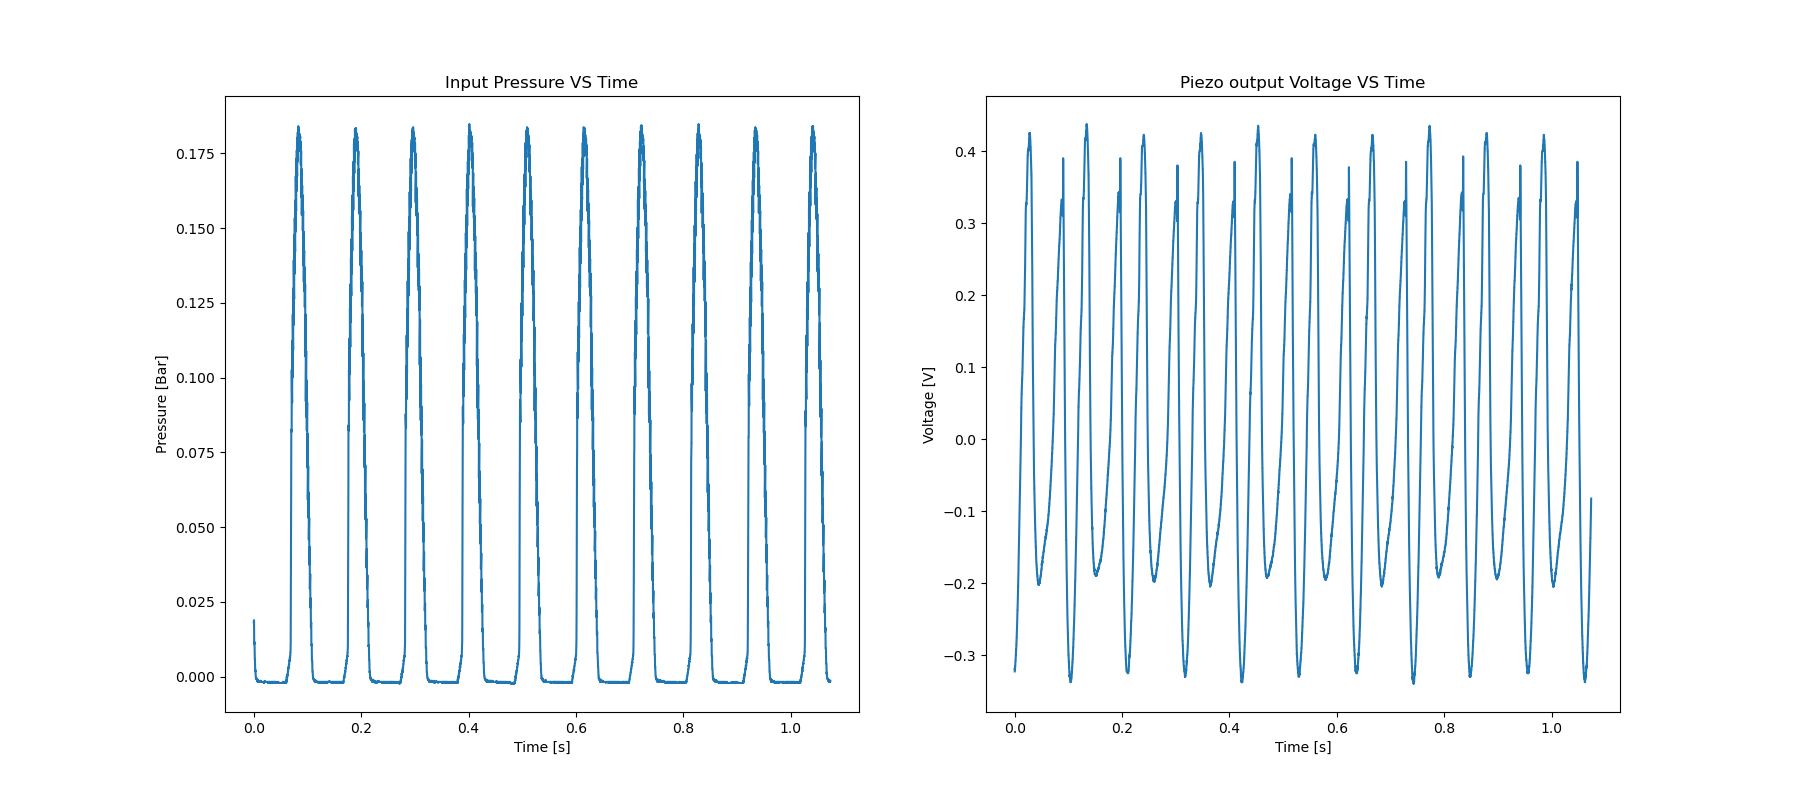 Input Pressure VS Time
Pressure [Bar]
0.175
0.150
0.125
0.100
0.075
0.050
0.025
0.000
0.0 0.2 0.4 0.6 0.8 1.0
Time [s]
Piezo output Voltage VS Time
Voltage [V]
0.4
0.3
0.2
0.1
0.0
−0.1
−0.2
−0.3
0.0 0.2 0.4 0.6 0.8 1.0
Time [s]